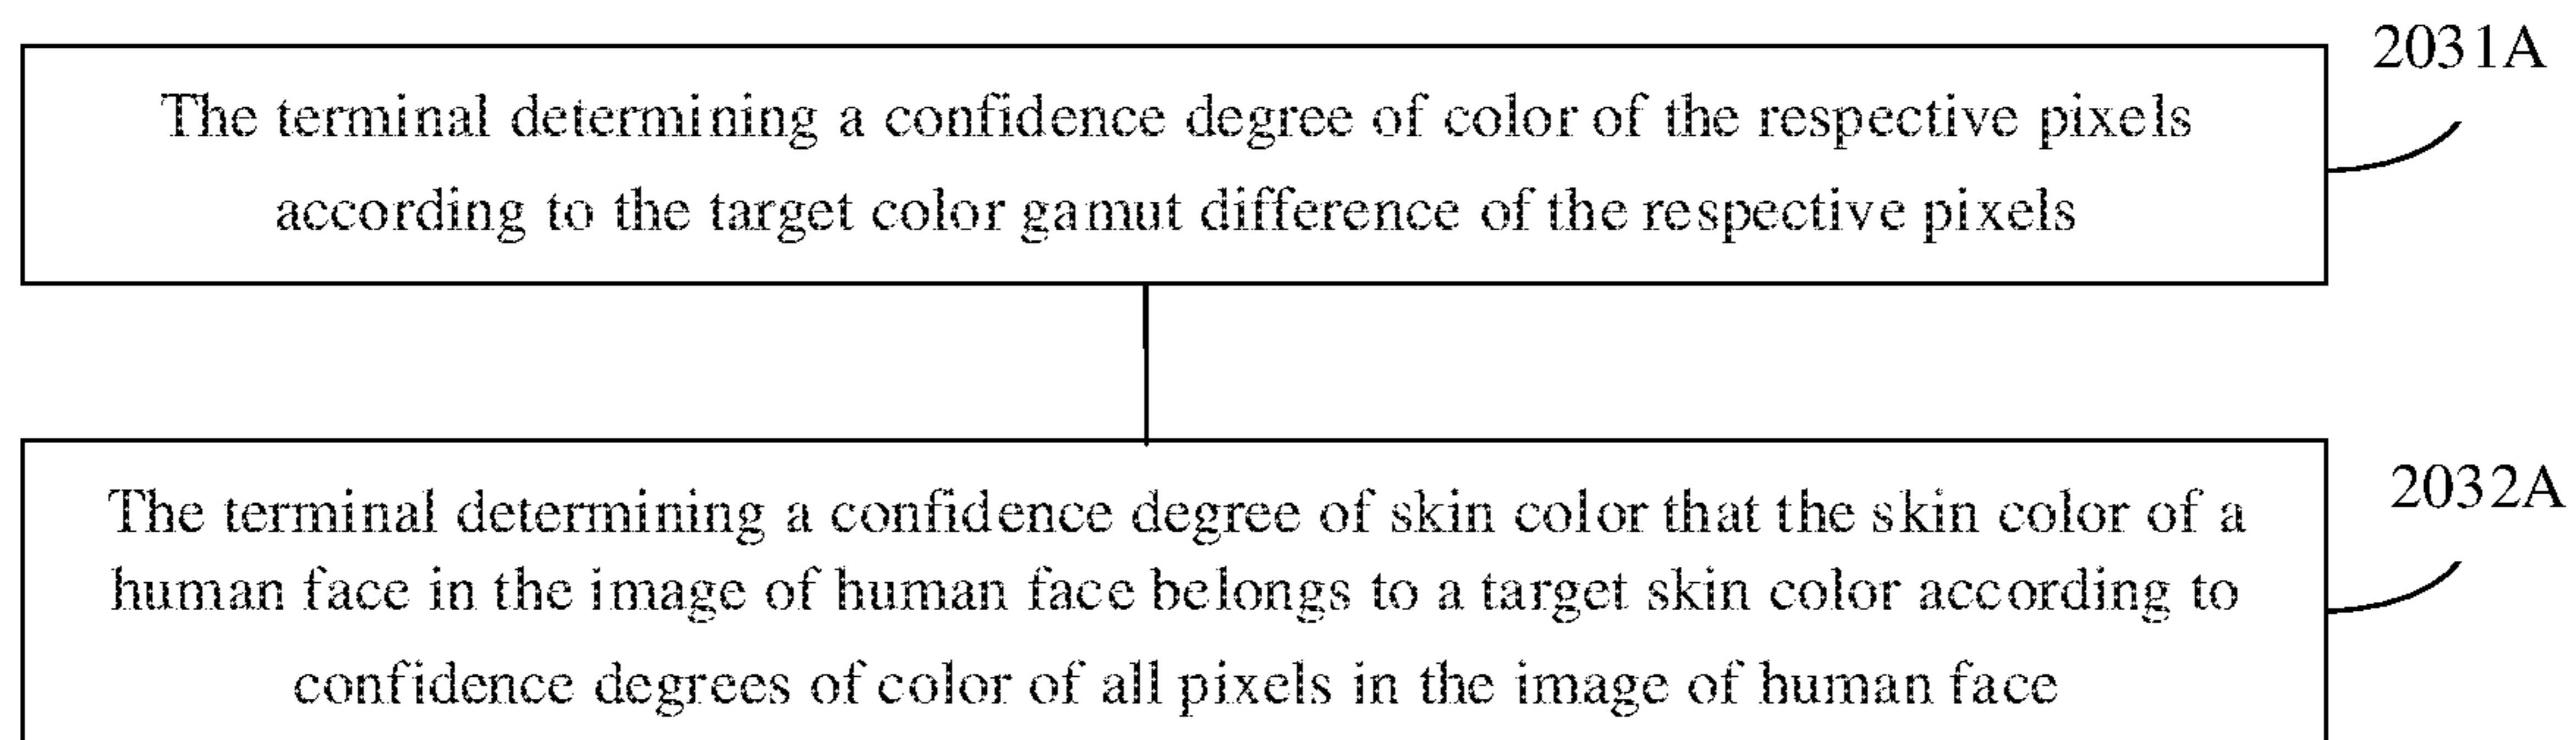 2031A
The terminal determining a confidence degree of color of the respective pixels
according to the target color gamut difference of the respective pixels
2032A
The terminal determining a confidence degree of skin color that the skin color of a
human face in the image of human face belongs to a target skin color according to
confidence degrees of color of all pixels in the image of human face